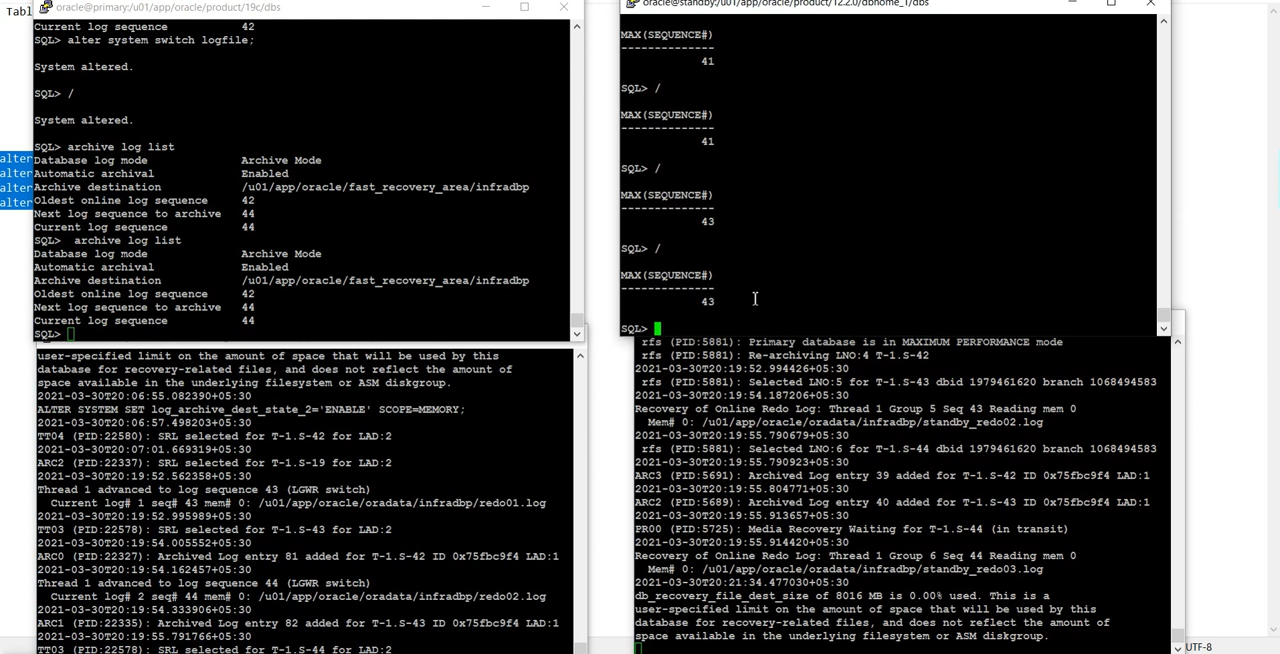 Tabl
alter
alter
alter
alter
oracle@primary:/u01/app/oracle/product/19c/dbs
Current log sequence 42
SQL> alter system switch logfile;
System altered.
SQL> /
System altered.
SQL> archive log list
Database log mode Archive Mode
Automatic archival Enabled
Archive destination /u01/app/oracle/fast_recovery_area/infradbp
Oldest online log sequence 42
Next log sequence to archive 44
Current log sequence 44
SQL> archive log list
Database log mode Archive Mode
Automatic archival Enabled
Archive destination /u01/app/oracle/fast_recovery_area/infradbp
Oldest online log sequence 42
Next log sequence to archive 44
Current log sequence 44
SQL>
user-specified limit on the amount of space that will be used by this
database for recovery-related files, and does not reflect the amount of
space available in the underlying filesystem or ASM diskgroup.
2021-03-30T20:06:55.082390+05:30
ALTER SYSTEM SET log_archive_dest_state_2='ENABLE' SCOPE=MEMORY;
2021-03-30T20:06:57.498203+05:30
TT04 (PID:22580): SRL selected for T-1.S-42 for LAD:2
2021-03-30T20:07:01.669319+05:30
ARC2 (PID:22337): SRL selected for T-1.S-19 for LAD:2
2021-03-30T20:19:52.562358+05:30
Thread 1 advanced to log sequence 43 (LGWR switch)
Current log# 1 seq# 43 mem# 0: /u01/app/oracle/oradata/infradbp/redo01.log
2021-03-30T20:19:52.995989+05:30
TT03 (PID:22578): SRL selected for T-1.S-43 for LAD:2
2021-03-30T20:19:54.005552+05:30
ARC0 (PID:22327): Archived Log entry 81 added for T-1.S-42 ID 0x75fbc9f4 LAD:1
2021-03-30T20:19:54.162457+05:30
Thread 1 advanced to log sequence 44 (LGWR switch)
Current log# 2 seq# 44 mem# 0: /u01/app/oracle/oradata/infradbp/redo02.log
2021-03-30T20:19:54.333906+05:30
ARC1 (PID:22335): Archived Log entry 82 added for T-1.S-43 ID 0x75fbc9f4 LAD:1
2021-03-30T20:19:55.791766+05:30
TT03 (PID:22578): SRL selected for T-1.S-44 for LAD:2
oracle@standby:/u01/app/oracle/product/12.2.0/dbhome_1/dbs
MAX(SEQUENCE#)
--------------
41
SQL> /
MAX(SEQUENCE#)
--------------
41
SQL> /
MAX(SEQUENCE#)
--------------
43
SQL> /
MAX(SEQUENCE#)
--------------
43
SQL>
rfs (PID:5881): Primary database is in MAXIMUM PERFORMANCE mode
rfs (PID:5881): Re-archiving LNO:4 T-1.S-42
2021-03-30T20:19:52.994426+05:30
rfs (PID:5881): Selected LNO:5 for T-1.S-43 dbid 1979461620 branch 1068494583
2021-03-30T20:19:54.187206+05:30
Recovery of Online Redo Log: Thread 1 Group 5 Seq 43 Reading mem 0
Mem# 0: /u01/app/oracle/oradata/infradbp/standby_redo02.log
2021-03-30T20:19:55.790679+05:30
rfs (PID:5881): Selected LNO:6 for T-1.S-44 dbid 1979461620 branch 1068494583
2021-03-30T20:19:55.790923+05:30
ARC3 (PID:5691): Archived Log entry 39 added for T-1.S-42 ID 0x75fbc9f4 LAD:1
2021-03-30T20:19:55.804771+05:30
ARC2 (PID:5689): Archived Log entry 40 added for T-1.S-43 ID 0x75fbc9f4 LAD:1
2021-03-30T20:19:55.913657+05:30
PR00 (PID:5725): Media Recovery Waiting for T-1.S-44 (in transit)
2021-03-30T20:19:55.914420+05:30
Recovery of Online Redo Log: Thread 1 Group 6 Seq 44 Reading mem 0
Mem# 0: /u01/app/oracle/oradata/infradbp/standby_redo03.log
2021-03-30T20:21:34.477030+05:30
db_recovery_file_dest_size of 8016 MB is 0.00% used. This is a
user-specified limit on the amount of space that will be used by this
database for recovery-related files, and does not reflect the amount of
space available in the underlying filesystem or ASM diskgroup.
UTF-8